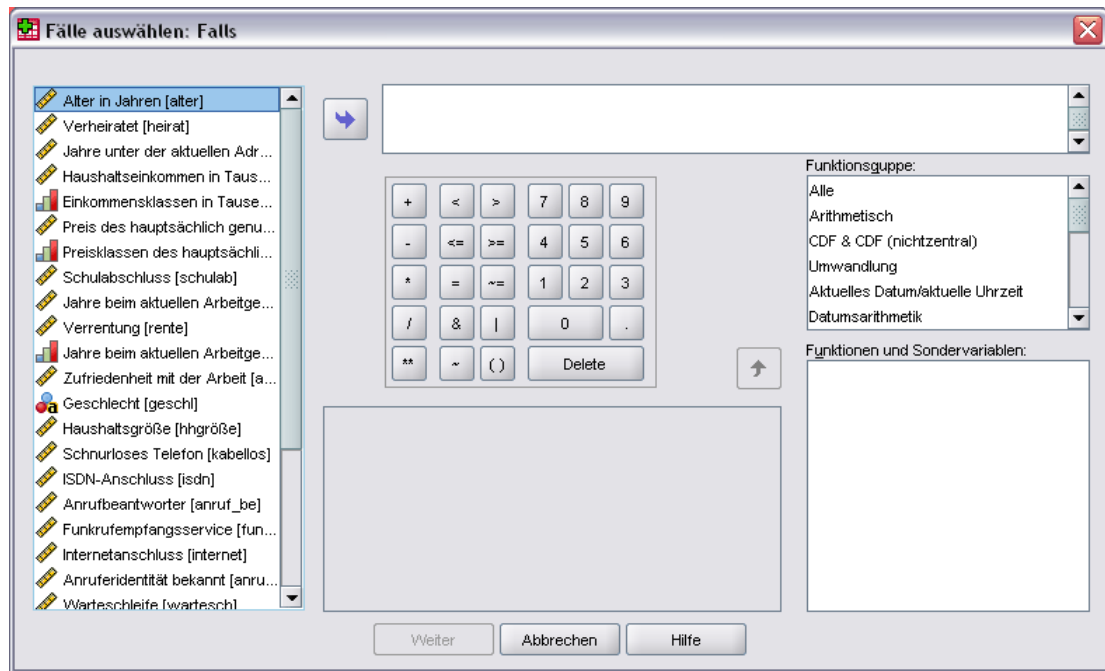 Fälle auswählen: Falls
Alter in Jahren [alter]
Verheiratet [heirat]
Jahre unter der aktuellen Adr...
Haushaltseinkommen in Taus...
Einkommensklassen in Tause...
Preis des hauptsächlich genu...
Preisklassen des hauptsächli...
Schulabschluss [schulab]
Jahre beim aktuellen Arbeitge...
Verrentung [rente]
Jahre beim aktuellen Arbeitge...
Zufriedenheit mit der Arbeit [a...
Geschlecht [geschl]
Haushaltsgröße [hhgröße]
Schnurloses Telefon [kabellos]
ISDN-Anschluss [isdn]
Anrufbeantworter [anruf_be]
Funkrufempfangsservice [fun...
Internetanschluss [internet]
Anruferidentität bekannt [anru...
Warteschleife [wartesch]
+ < > 7 8 9
- <= >= 4 5 6
* = ~= 1 2 3
/ & | 0 .
** ~ ( ) Delete
Funktionsgruppe:
Alle
Arithmetisch
CDF & CDF (nichtzentral)
Umwandlung
Aktuelles Datum/aktuelle Uhrzeit
Datumsarithmetik
Funktionen und Sondervariablen:
Weiter Abbrechen Hilfe